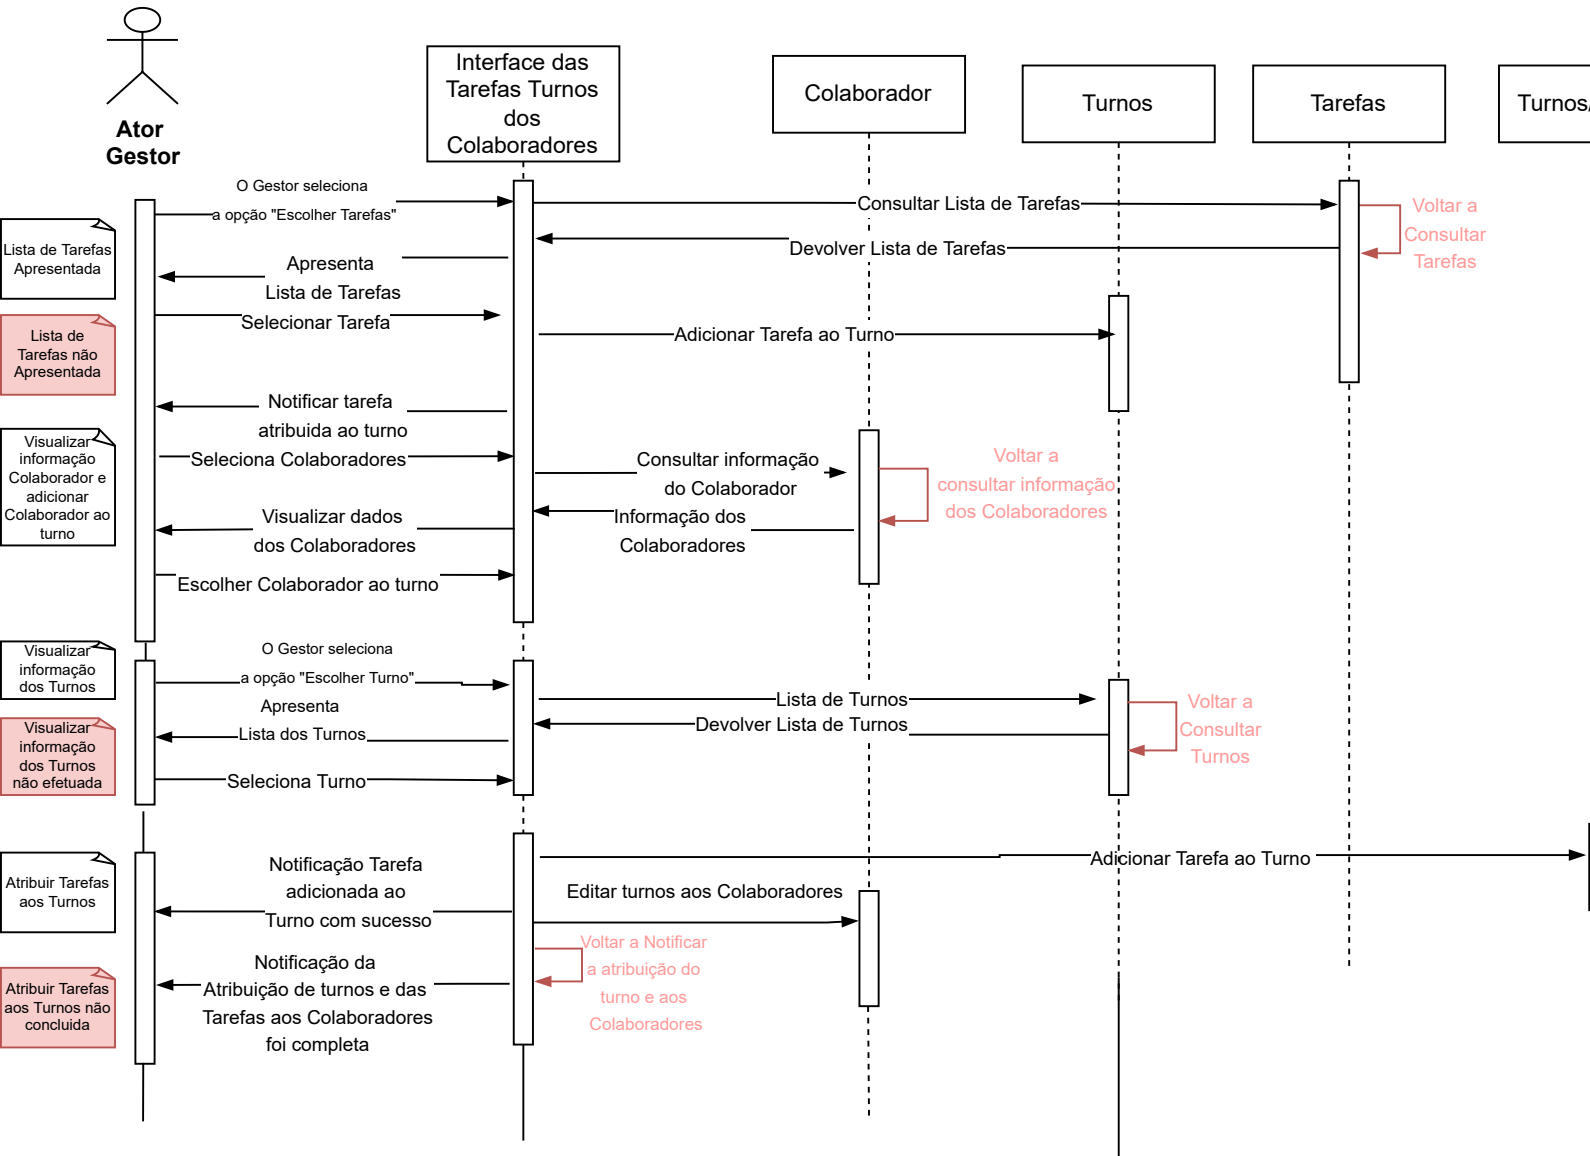 Ator
Gestor
Interface das
Tarefas Turnos
dos
Colaboradores
Colaborador
Turnos
Tarefas
Turnos/
O Gestor seleciona
a opção "Escolher Tarefas"
Consultar Lista de Tarefas
Voltar a
Consultar
Tarefas
Lista de Tarefas
Apresentada
Devolver Lista de Tarefas
Apresenta
Lista de Tarefas
Lista de
Tarefas não
Apresentada
Selecionar Tarefa
Adicionar Tarefa ao Turno
Notificar tarefa
atribuida ao turno
Visualizar
informação
Colaborador e
adicionar
Colaborador ao
turno
Seleciona Colaboradores
Consultar informação
do Colaborador
Voltar a
consultar informação
dos Colaboradores
Informação dos
Colaboradores
Visualizar dados
dos Colaboradores
Escolher Colaborador ao turno
Visualizar
informação
dos Turnos
O Gestor seleciona
a opção "Escolher Turno"
Lista de Turnos
Voltar a
Consultar
Turnos
Devolver Lista de Turnos
Apresenta
Lista dos Turnos
Visualizar
informação
dos Turnos
não efetuada
Seleciona Turno
Adicionar Tarefa ao Turno
Atribuir Tarefas
aos Turnos
Notificação Tarefa
adicionada ao
Turno com sucesso
Editar turnos aos Colaboradores
Voltar a Notificar
a atribuição do
turno e aos
Colaboradores
Atribuir Tarefas
aos Turnos não
concluida
Notificação da
Atribuição de turnos e das
Tarefas aos Colaboradores
foi completa